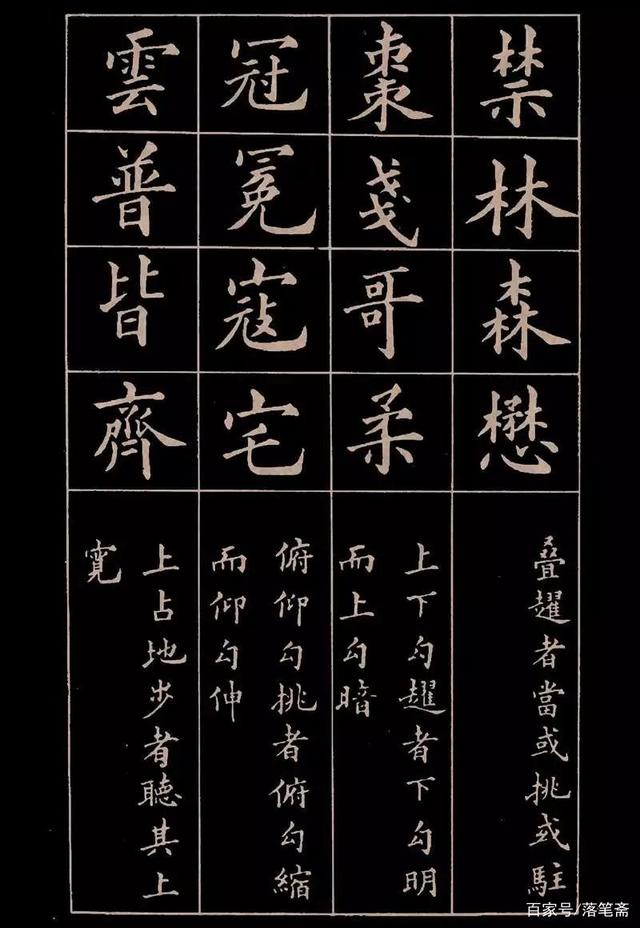 禁林森懋
叠趯者當或挑或駐
棗戔哥柔
上下勾趯者下勾明
而上勾暗
冠冕寇宅
俯仰勾挑者俯勾縮
而仰勾伸
雲普皆齊
上占地步者聽其上
寬
百家号/落笔斋